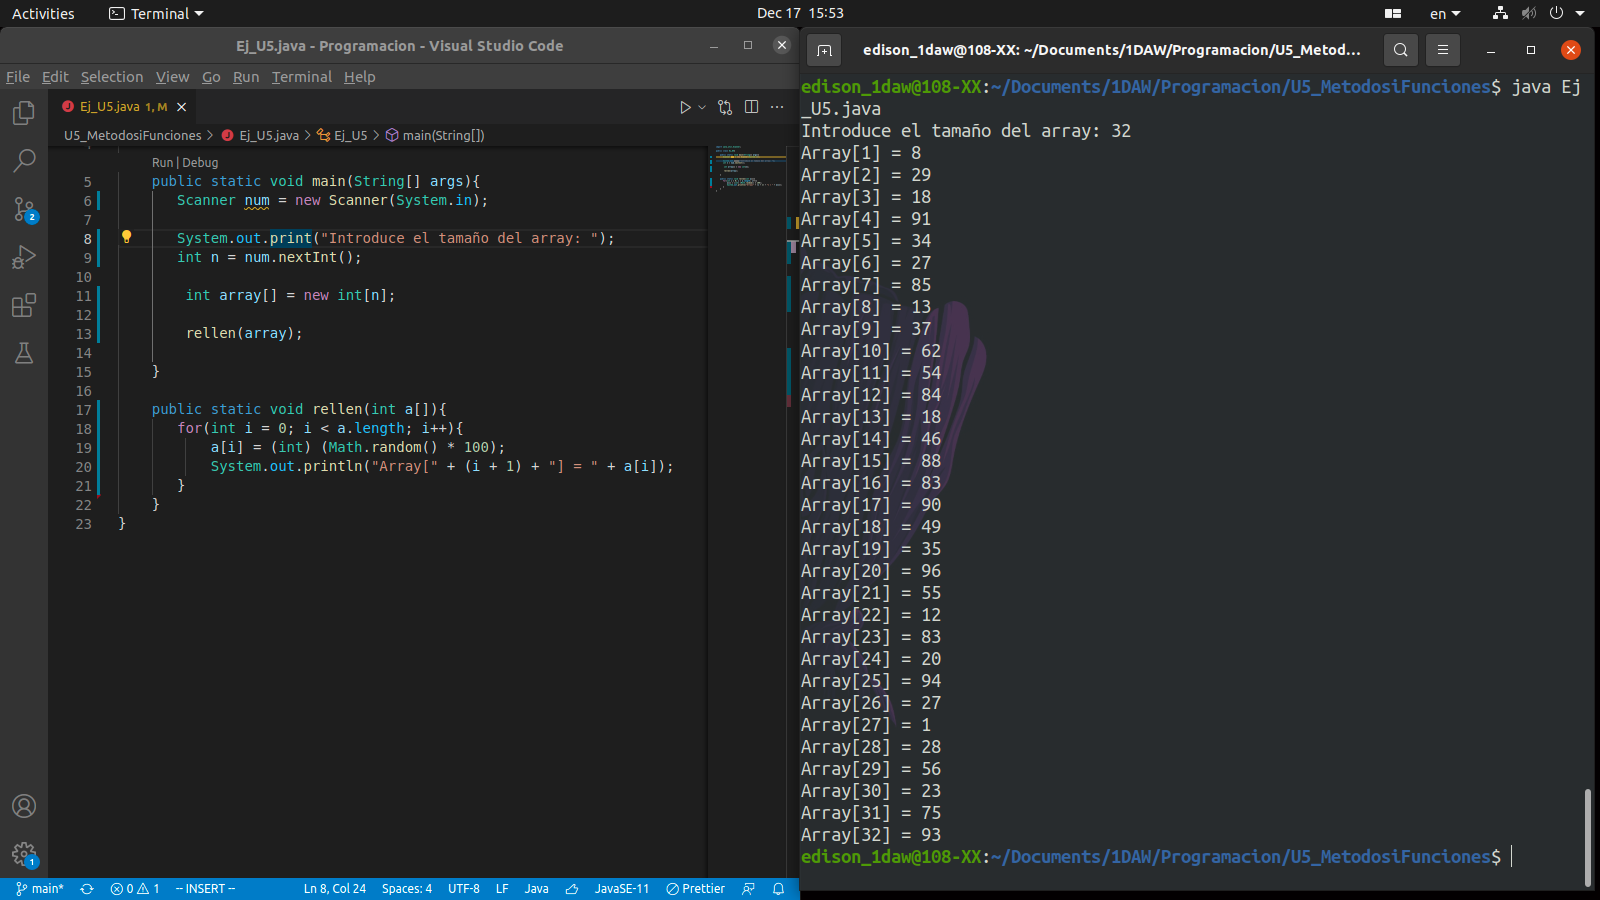 Activities Terminal Dec 17 15:53 en
Ej_U5.java - Programacion - Visual Studio Code
File Edit Selection View Go Run Terminal Help
Ej_U5.java 1, M
U5_MetodosiFunciones > Ej_U5.java > Ej_U5 > main(String[])
Run | Debug
5 public static void main(String[] args){
6 Scanner num = new Scanner(System.in);
7
8 System.out.print("Introduce el tamaño del array: ");
9 int n = num.nextInt();
10
11 int array[] = new int[n];
12
13 rellen(array);
14
15 }
16
17 public static void rellen(int a[]){
18 for(int i = 0; i < a.length; i++){
19 a[i] = (int) (Math.random() * 100);
20 System.out.println("Array[" + (i + 1) + "] = " + a[i]);
21 }
22 }
23 }
2
1
main* 0 1 -- INSERT -- Ln 8, Col 24 Spaces: 4 UTF-8 LF Java JavaSE-11 Prettier
edison_1daw@108-XX: ~/Documents/1DAW/Programacion/U5_Metod...
edison_1daw@108-XX:~/Documents/1DAW/Programacion/U5_MetodosiFunciones$ java Ej
_U5.java
Introduce el tamaño del array: 32
Array[1] = 8
Array[2] = 29
Array[3] = 18
Array[4] = 91
Array[5] = 34
Array[6] = 27
Array[7] = 85
Array[8] = 13
Array[9] = 37
Array[10] = 62
Array[11] = 54
Array[12] = 84
Array[13] = 18
Array[14] = 46
Array[15] = 88
Array[16] = 83
Array[17] = 90
Array[18] = 49
Array[19] = 35
Array[20] = 96
Array[21] = 55
Array[22] = 12
Array[23] = 83
Array[24] = 20
Array[25] = 94
Array[26] = 27
Array[27] = 1
Array[28] = 28
Array[29] = 56
Array[30] = 23
Array[31] = 75
Array[32] = 93
edison_1daw@108-XX:~/Documents/1DAW/Programacion/U5_MetodosiFunciones$